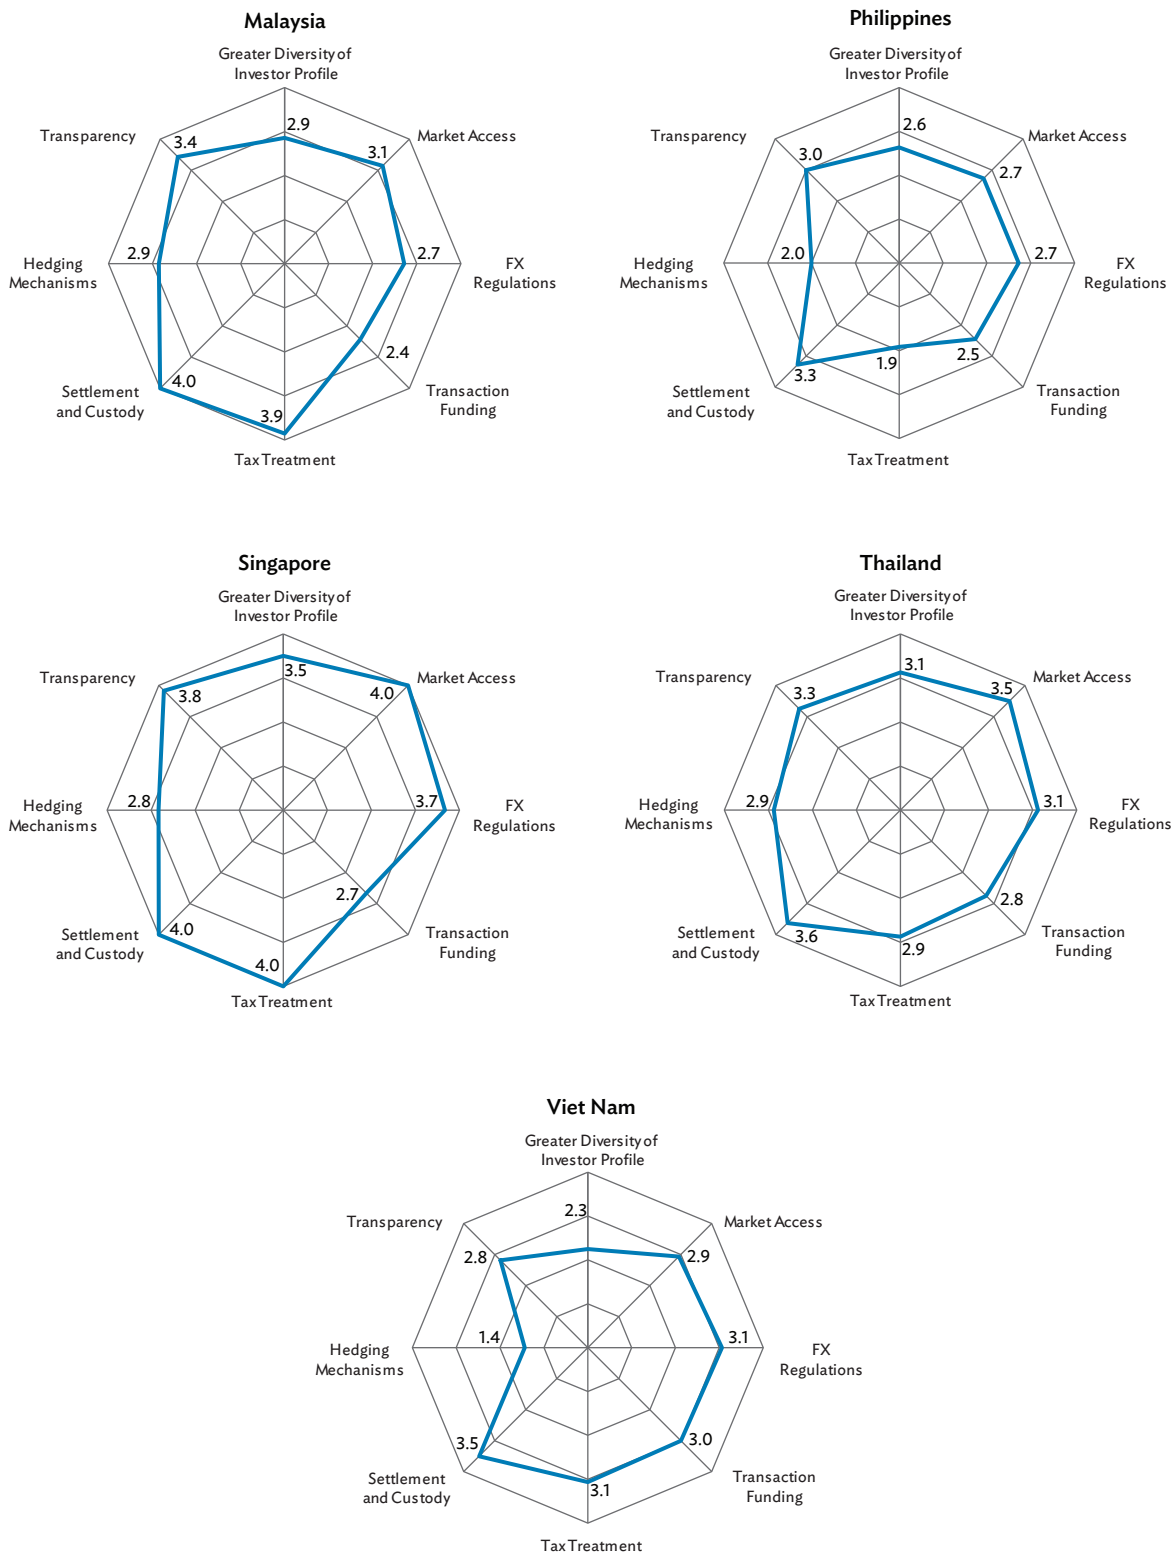 Malaysia
Greater Diversity of
Investor Profile
2.9
Transparency
3.4
Market Access
3.1
Hedging
Mechanisms
2.9
FX
Regulations
2.7
Settlement
and Custody
4.0
Transaction
Funding
2.4
3.9
Tax Treatment
Philippines
Greater Diversity of
Investor Profile
2.6
Transparency
3.0
Market Access
2.7
Hedging
Mechanisms
2.0
FX
Regulations
2.7
Settlement
and Custody
3.3
Transaction
Funding
2.5
1.9
Tax Treatment
Singapore
Greater Diversity of
Investor Profile
3.5
Transparency
3.8
Market Access
4.0
Hedging
Mechanisms
2.8
FX
Regulations
3.7
Settlement
and Custody
4.0
Transaction
Funding
2.7
4.0
Tax Treatment
Thailand
Greater Diversity of
Investor Profile
3.1
Transparency
3.3
Market Access
3.5
Hedging
Mechanisms
2.9
FX
Regulations
3.1
Settlement
and Custody
3.6
Transaction
Funding
2.8
2.9
Tax Treatment
Viet Nam
Greater Diversity of
Investor Profile
2.3
Transparency
2.8
Market Access
2.9
Hedging
Mechanisms
1.4
FX
Regulations
3.1
Settlement
and Custody
3.5
Transaction
Funding
3.0
3.1
Tax Treatment